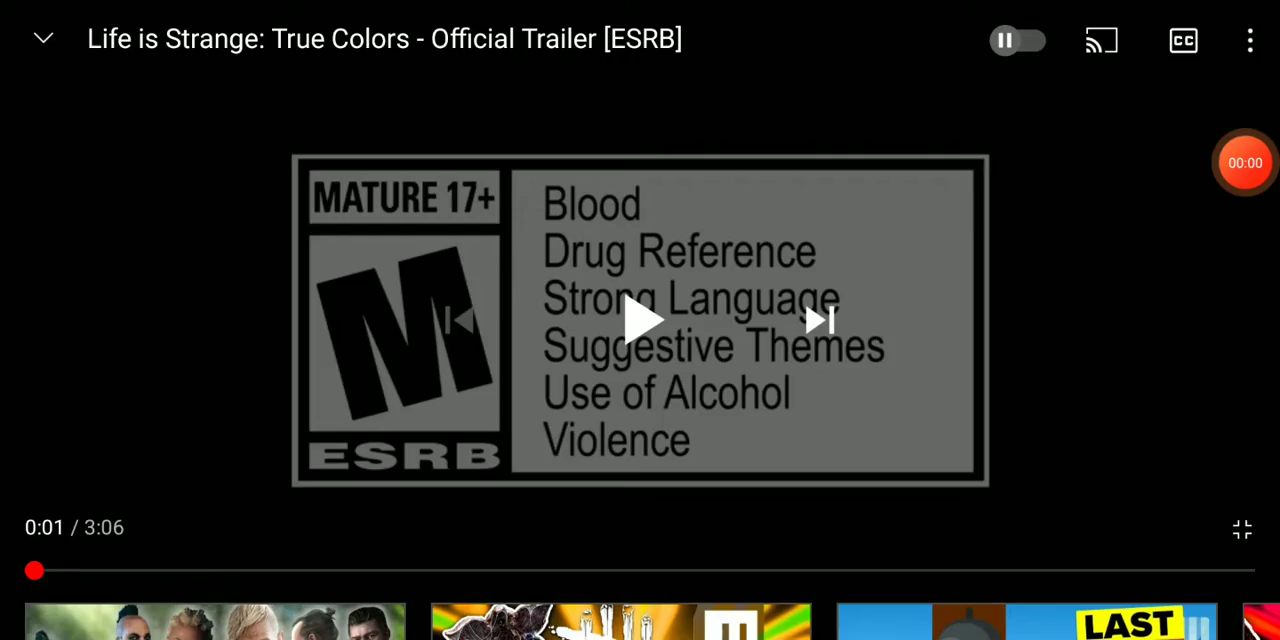 Life is Strange: True Colors - Official Trailer [ESRB]
CC
00:00
MATURE 17+
M
ESRB
Blood
Drug Reference
Strong Language
Suggestive Themes
Use of Alcohol
Violence
0:01 / 3:06
LAST